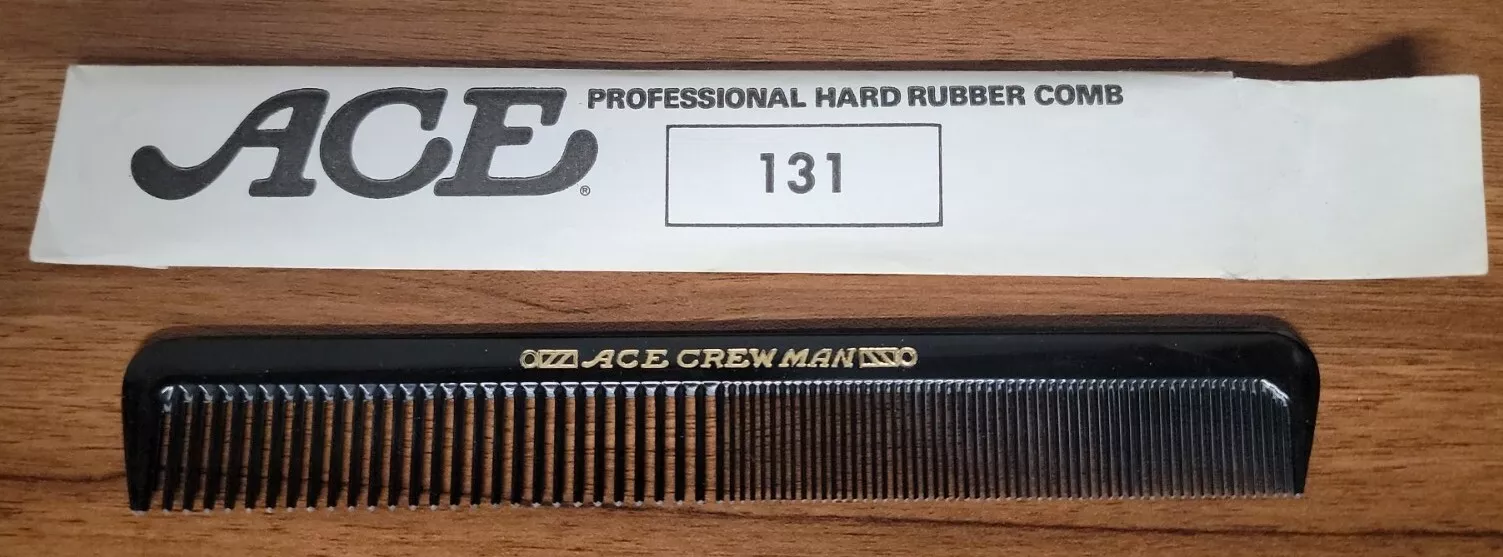 ACE® PROFESSIONAL HARD RUBBER COMB
131
ACE CREW MAN